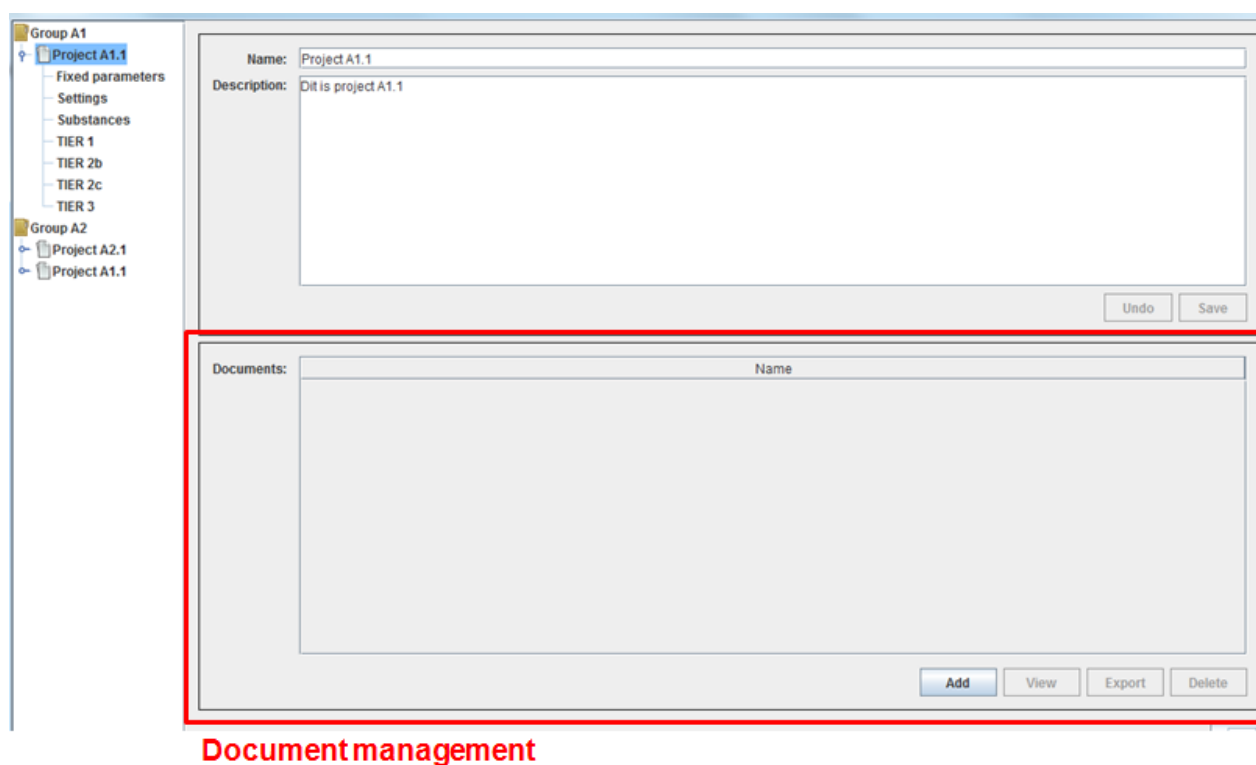 Group A1
Project A1.1
Fixed parameters
Settings
Substances
TIER 1
TIER 2b
TIER 2c
TIER 3
Group A2
Project A2.1
Project A1.1
Name: Project A1.1
Description: Dit is project A1.1
Undo Save
Documents: Name
Add View Export Delete
Document management